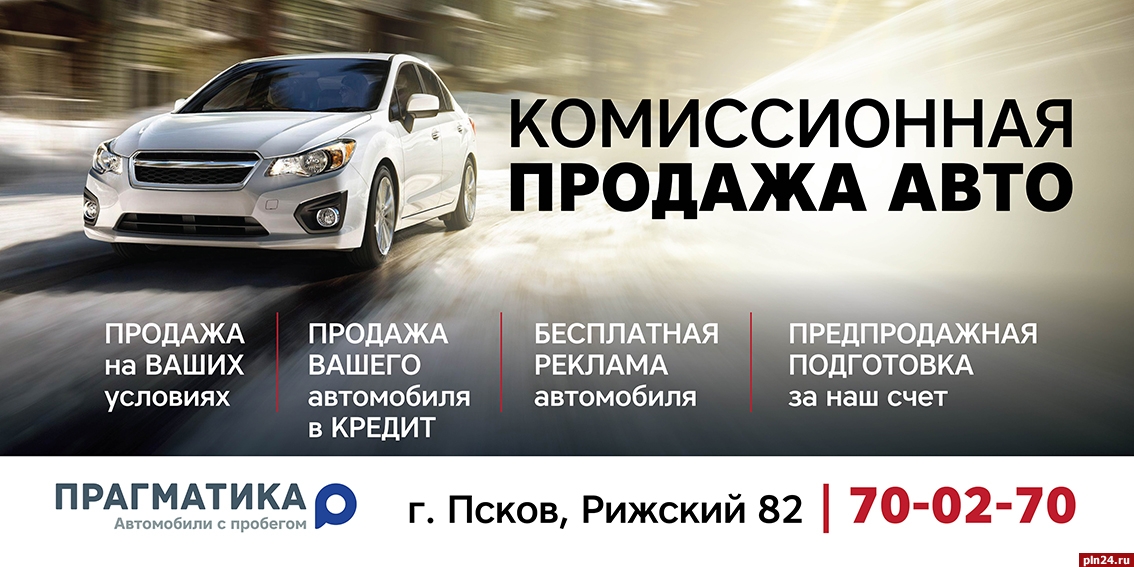 КОМИССИОННАЯ
ПРОДАЖА АВТО
ПРОДАЖА
на ВАШИХ
условиях
ПРОДАЖА
ВАШЕГО
автомобиля
в КРЕДИТ
БЕСПЛАТНАЯ
РЕКЛАМА
автомобиля
ПРЕДПРОДАЖНАЯ
ПОДГОТОВКА
за наш счет
ПРАГМАТИКА
Автомобили с пробегом
г. Псков, Рижский 82 | 70-02-70
pln24.ru